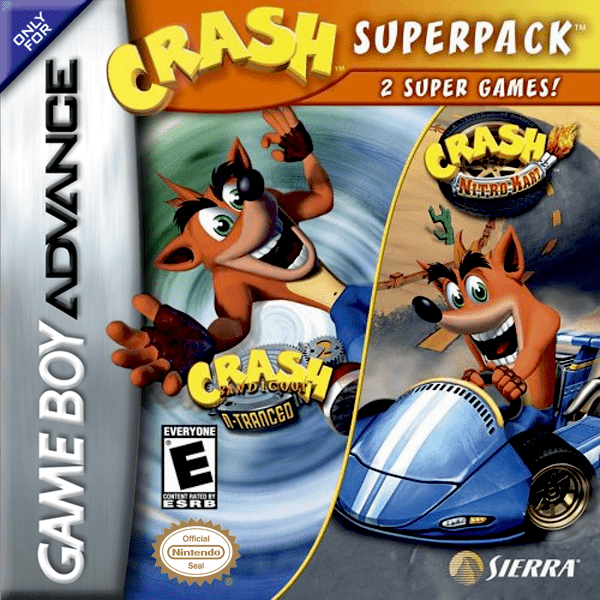 ONLY
FOR
GAME BOY ADVANCE
CRASH SUPERPACK™
2 SUPER GAMES!
CRASH
NITRO KART
CRASH
BANDICOOT 2
N-TRANCED
EVERYONE
E
CONTENT RATED BY
ESRB
Official
Nintendo
Seal
SIERRA